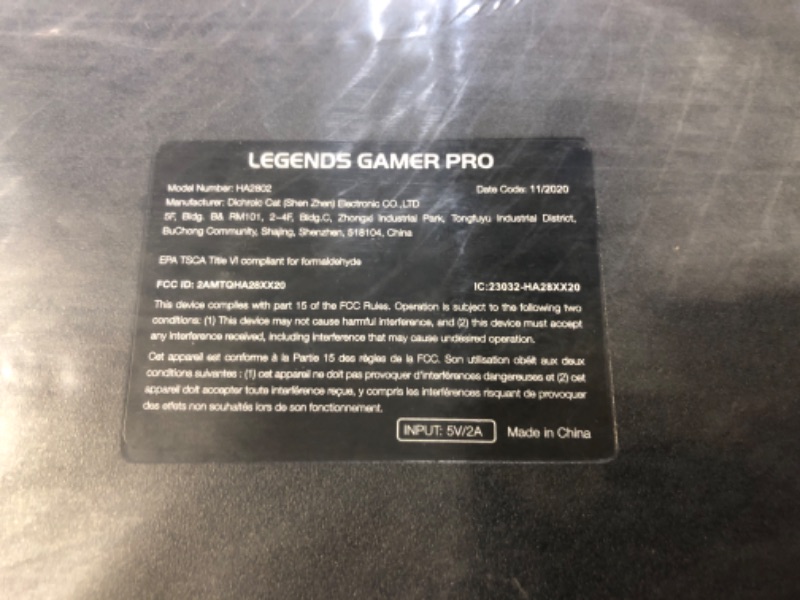 LEGENDS GAMER PRO
Model Number: HA2802 Date Code: 11/2020
Manufacturer: Dichroic Cat (Shen Zhen) Electronic CO.,LTD
5F, Bldg. B& RM101, 2-4F, Bldg.C, Zhongxi Industrial Park, Tongfuyu Industrial District,
BuChong Community, Shajing, Shenzhen, 518104, China
EPA TSCA Title VI compliant for formaldehyde
FCC ID: 2AMTQHA28XX20 IC:23032-HA28XX20
This device complies with part 15 of the FCC Rules. Operation is subject to the following two
conditions: (1) This device may not cause harmful interference, and (2) this device must accept
any interference received, including interference that may cause undesired operation.
Cet appareil est conforme à la Partie 15 des règles de la FCC. Son utilisation obéit aux deux
conditions suivantes : (1) cet appareil ne doit pas provoquer d'interférences dangereuses et (2) cet
appareil doit accepter toute interférence reçue, y compris les interférences risquant de provoquer
des effets non souhaités lors de son fonctionnement.
INPUT: 5V/2A Made in China